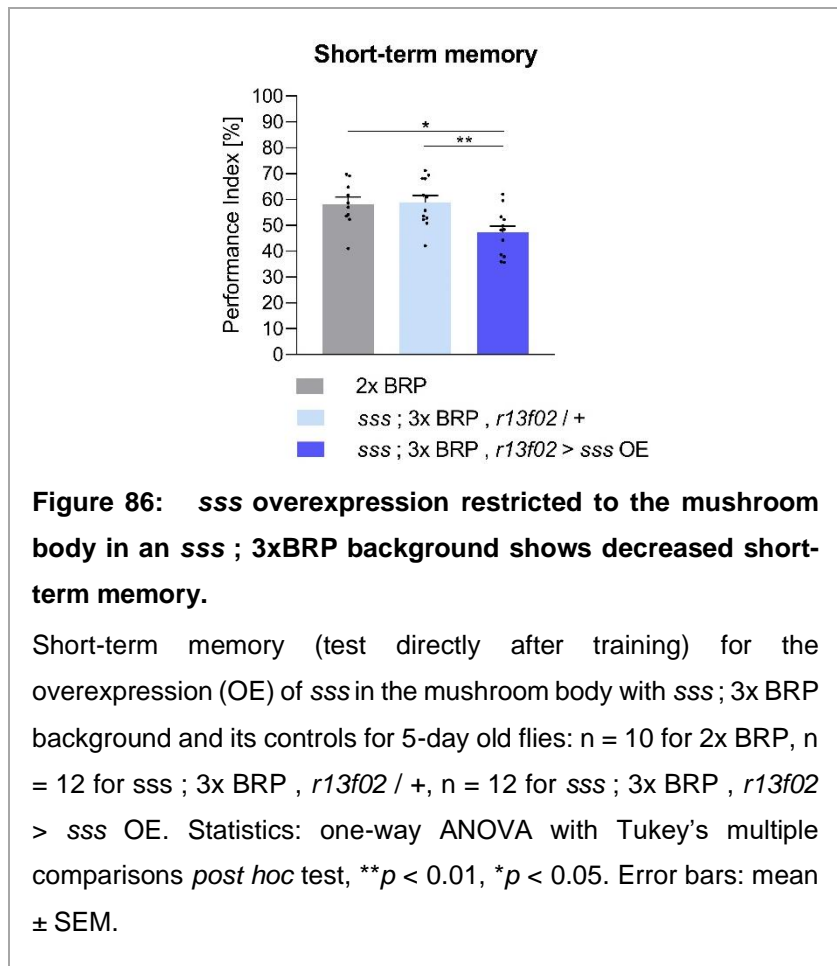 Short-term memory
100
90
80
70
60
50
40
30
20
10
0
Performance Index [%]
*
**
2x BRP
sss ; 3x BRP , r13f02 / +
sss ; 3x BRP , r13f02 > sss OE
Figure 86: sss overexpression restricted to the mushroom
body in an sss ; 3xBRP background shows decreased short-
term memory.
Short-term memory (test directly after training) for the
overexpression (OE) of sss in the mushroom body with sss ; 3x BRP
background and its controls for 5-day old flies: n = 10 for 2x BRP, n
= 12 for sss ; 3x BRP , r13f02 / +, n = 12 for sss ; 3x BRP , r13f02
> sss OE. Statistics: one-way ANOVA with Tukey's multiple
comparisons post hoc test, **p < 0.01, *p < 0.05. Error bars: mean
± SEM.